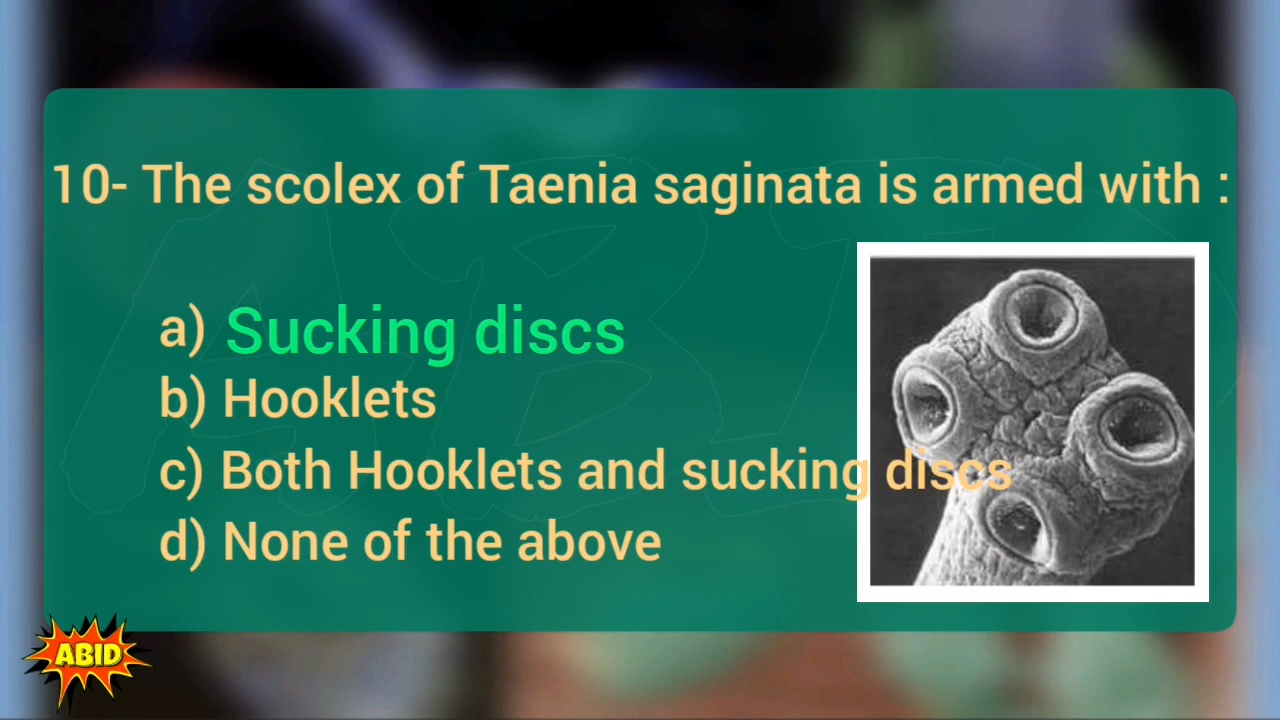 10- The scolex of Taenia saginata is armed with :
a) Sucking discs
b) Hooklets
c) Both Hooklets and sucking discs
d) None of the above
ABID